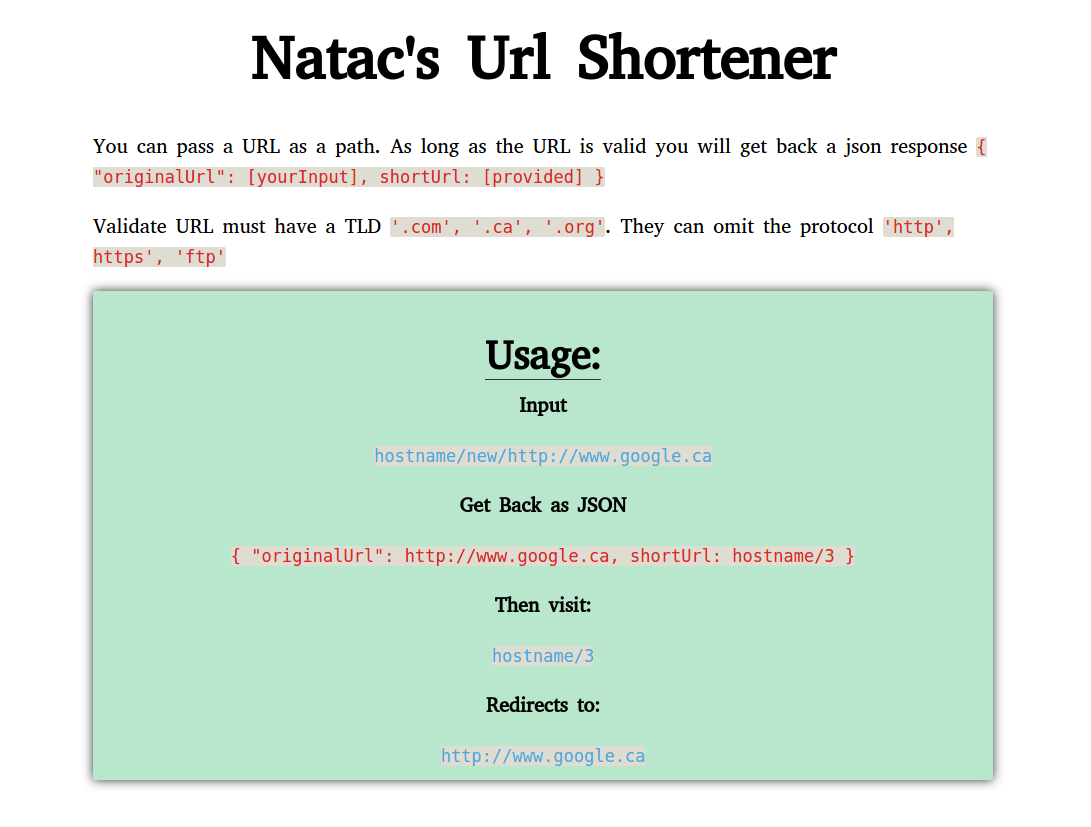 Natac's Url Shortener
You can pass a URL as a path. As long as the URL is valid you will get back a json response {
"originalUrl": [yourInput], shortUrl: [provided] }
Validate URL must have a TLD '.com', '.ca', '.org'. They can omit the protocol 'http',
https', 'ftp'
Usage:
Input
hostname/new/http://www.google.ca
Get Back as JSON
{ "originalUrl": http://www.google.ca, shortUrl: hostname/3 }
Then visit:
hostname/3
Redirects to:
http://www.google.ca